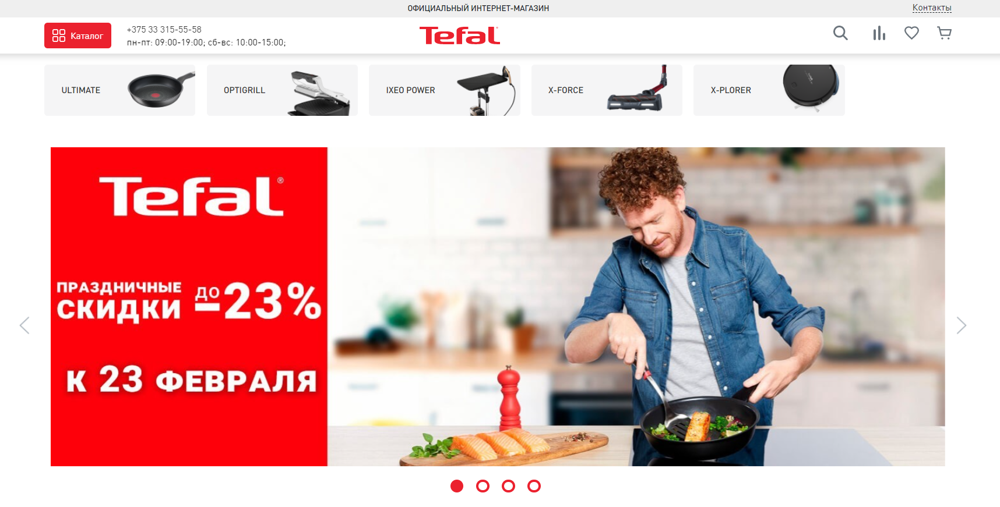 ОФИЦИАЛЬНЫЙ ИНТЕРНЕТ-МАГАЗИН
Контакты
Каталог
+375 33 315-55-58
пн-пт: 09:00-19:00; сб-вс: 10:00-15:00;
Tefal
ULTIMATE
OPTIGRILL
IXEO POWER
X-FORCE
X-PLORER
Tefal®
ПРАЗДНИЧНЫЕ
СКИДКИ ДО -23%
К 23 ФЕВРАЛЯ